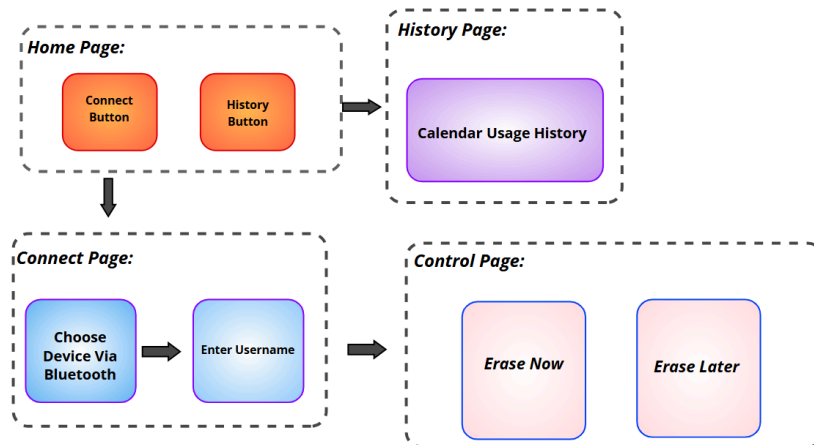 Home Page:
Connect
Button
History
Button
History Page:
Calendar Usage History
Connect Page:
Choose
Device Via
Bluetooth
Enter Username
Control Page:
Erase Now
Erase Later